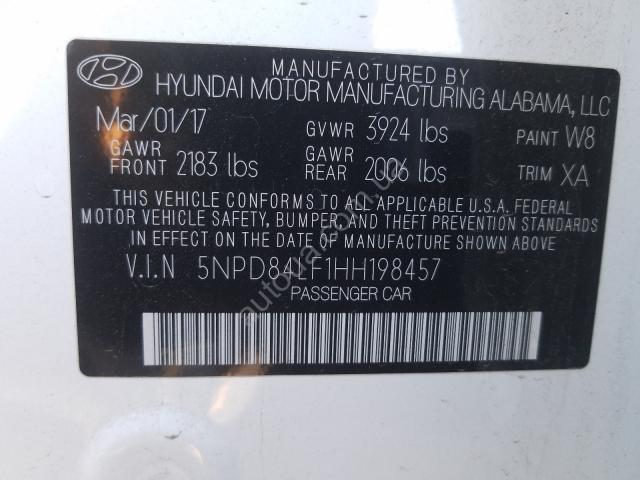 MANUFACTURED BY
HYUNDAI MOTOR MANUFACTURING ALABAMA, LLC
Mar/01/17 GVWR 3924 lbs PAINT W8
GAWR FRONT 2183 lbs GAWR REAR 2006 lbs TRIM XA
THIS VEHICLE CONFORMS TO ALL APPLICABLE U.S.A. FEDERAL
MOTOR VEHICLE SAFETY, BUMPER, AND THEFT PREVENTION STANDARDS
IN EFFECT ON THE DATE OF MANUFACTURE SHOWN ABOVE
V.I.N 5NPD84LF1HH198457
PASSENGER CAR